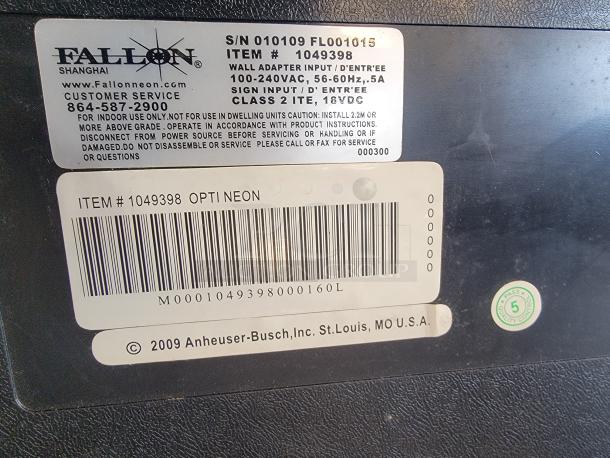 FALLON®
SHANGHAI
www.Fallonneon.com
CUSTOMER SERVICE
864-587-2900
S/N 010109 FL001015
ITEM # 1049398
WALL ADAPTER INPUT / D'ENTRÉE
100-240VAC, 56-60Hz,.5A
SIGN INPUT / D' ENTRÉE
CLASS 2 ITE, 18VDC
FOR INDOOR USE ONLY.NOT FOR USE IN DWELLING UNITS CAUTION: INSTALL 2.2M OR
MORE ABOVE GRADE. OPERATE IN ACCORDANCE WITH PRODUCT INSTRUCTIONS.
DISCONNECT FROM POWER SOURCE BEFORE SERVICING OR HANDLING OR IF
DAMAGED.DO NOT DISASSEMBLE OR SERVICE PLEASE CALL OR FAX FOR SERVICE
OR QUESTIONS
000300
ITEM # 1049398 OPTI NEON
000000
M0001049398000160L
5
© 2009 Anheuser-Busch,Inc. St.Louis, MO U.S.A.